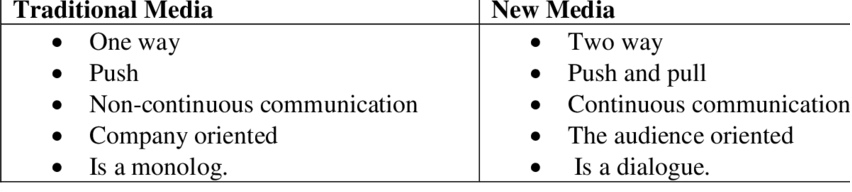 Traditional Media
• One way
• Push
• Non-continuous communication
• Company oriented
• Is a monolog.
New Media
• Two way
• Push and pull
• Continuous communication
• The audience oriented
• Is a dialogue.